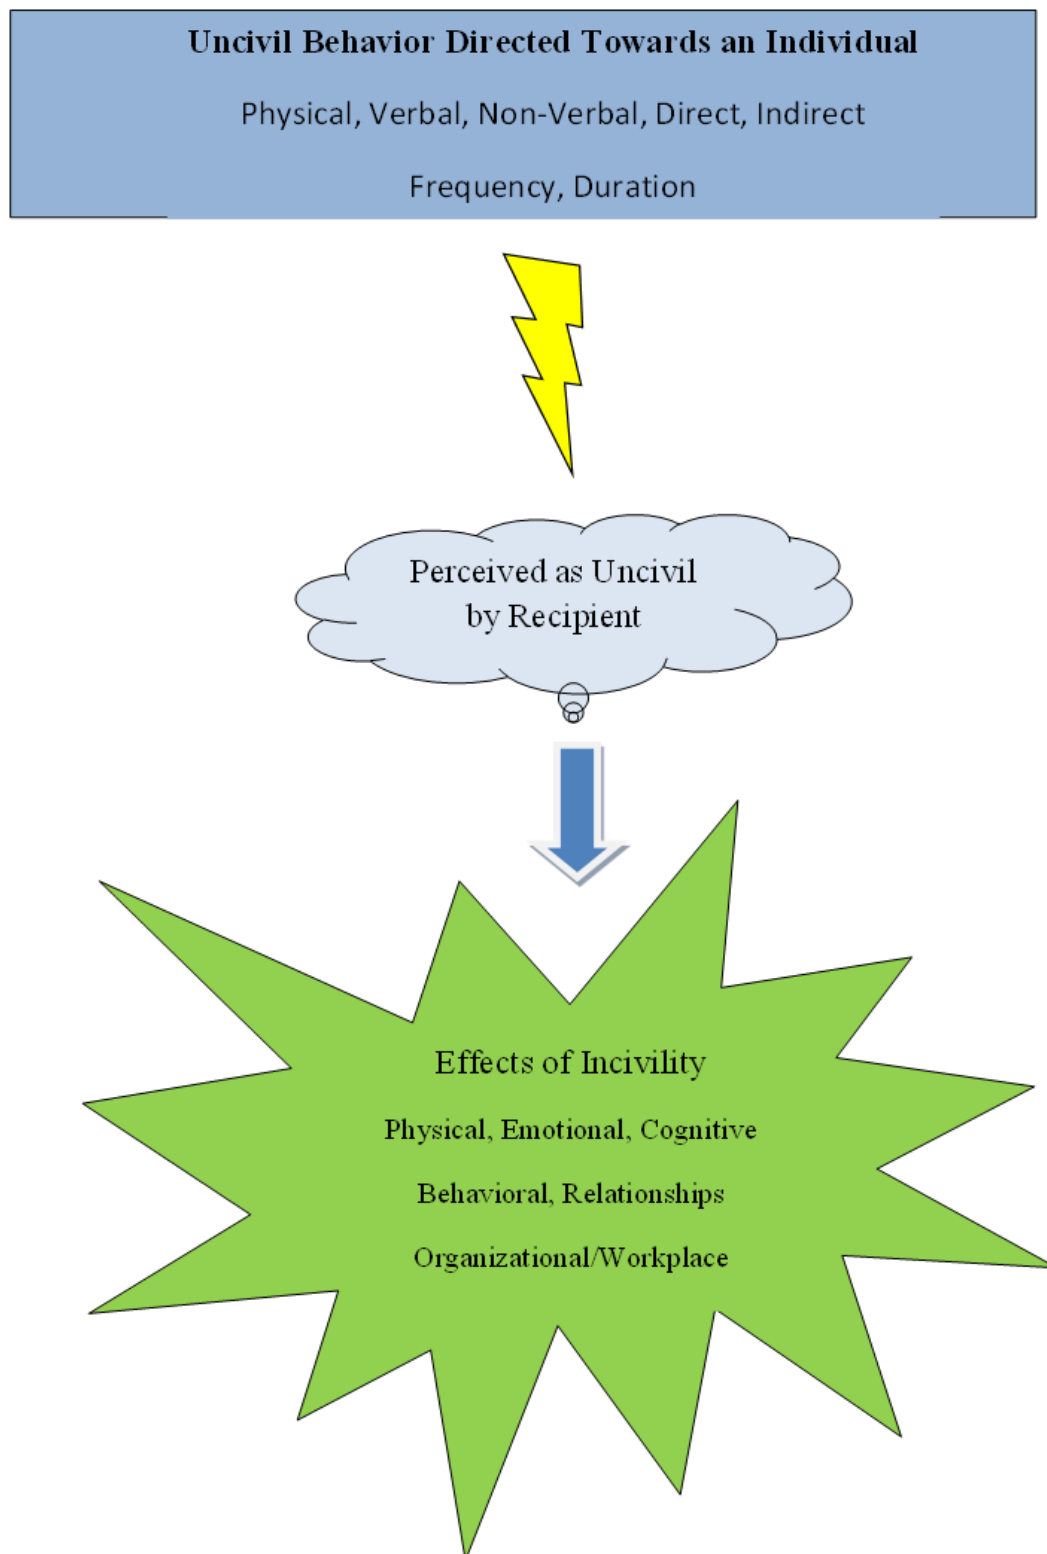 Uncivil Behavior Directed Towards an Individual
Physical, Verbal, Non-Verbal, Direct, Indirect
Frequency, Duration
Perceived as Uncivil
by Recipient
Effects of Incivility
Physical, Emotional, Cognitive
Behavioral, Relationships
Organizational/Workplace